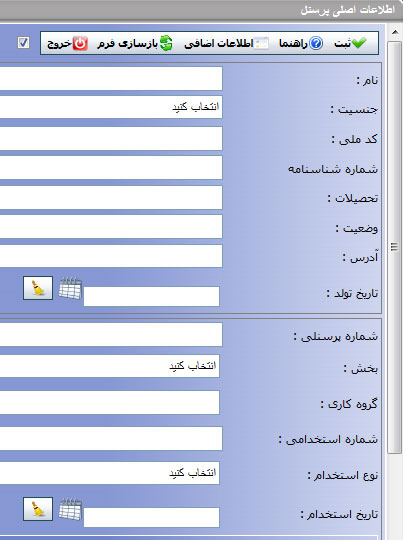 اطلاعات اصلی پرسنل
ثبت راهنما اطلاعات اضافی بازسازی فرم خروج
نام :
جنسیت : انتخاب کنید
کد ملی :
شماره شناسنامه
تحصیلات :
وضعیت :
آدرس :
تاریخ تولد :
شماره پرسنلی :
بخش : انتخاب کنید
گروه کاری :
شماره استخدامی :
نوع استخدام : انتخاب کنید
تاریخ استخدام :